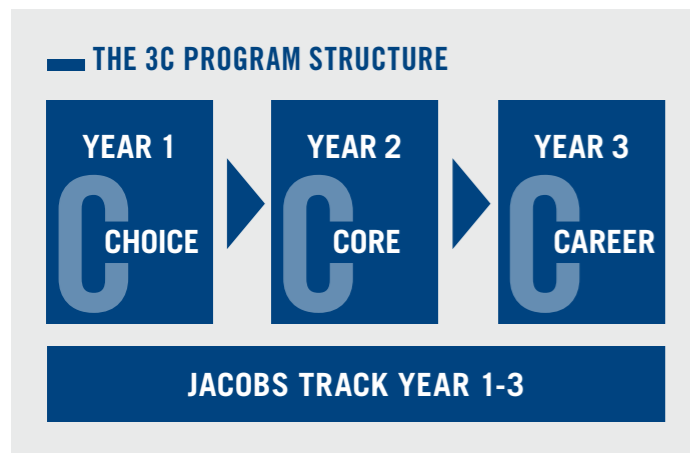 THE 3C PROGRAM STRUCTURE
YEAR 1
C
CHOICE
YEAR 2
C
CORE
YEAR 3
C
CAREER
JACOBS TRACK YEAR 1-3